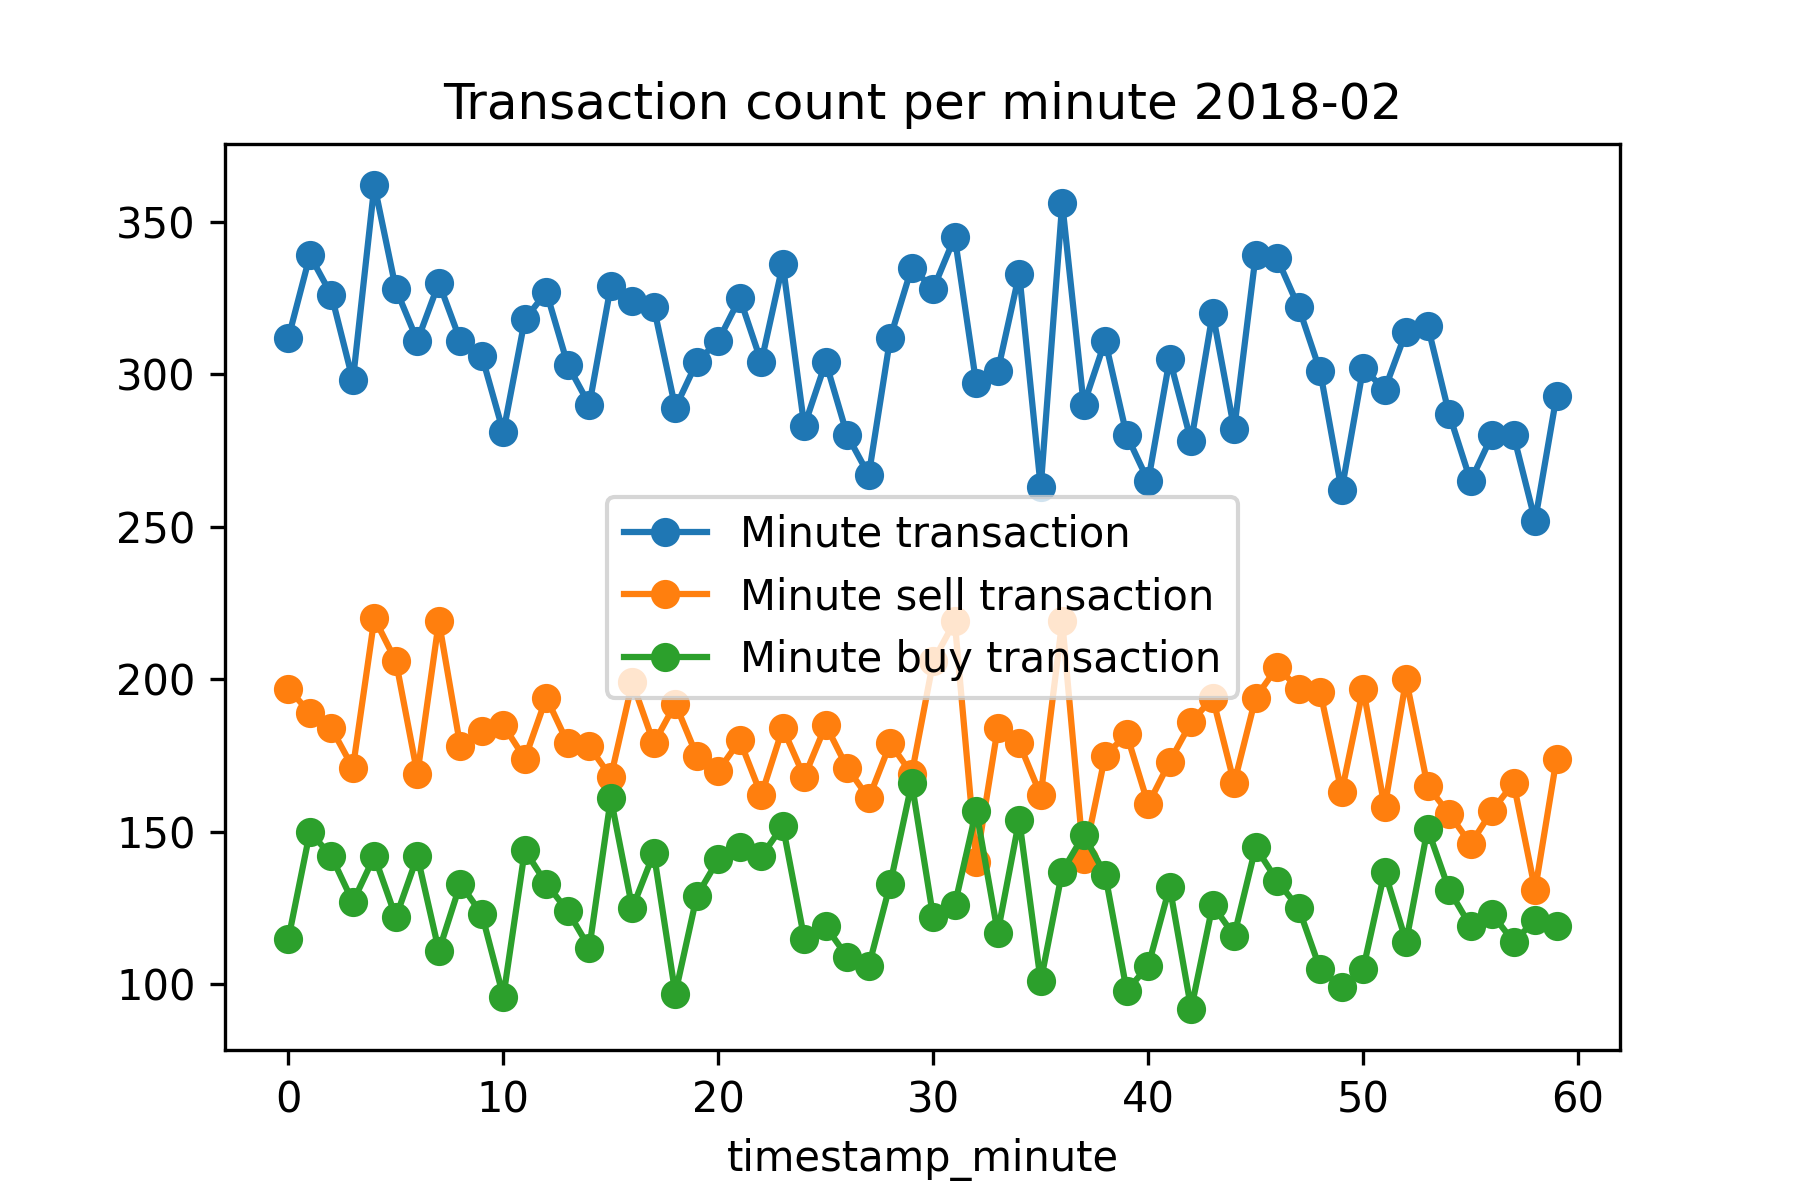 Transaction count per minute 2018-02
350
300
250
200
150
100
Minute transaction
Minute sell transaction
Minute buy transaction
0 10 20 30 40 50 60
timestamp_minute